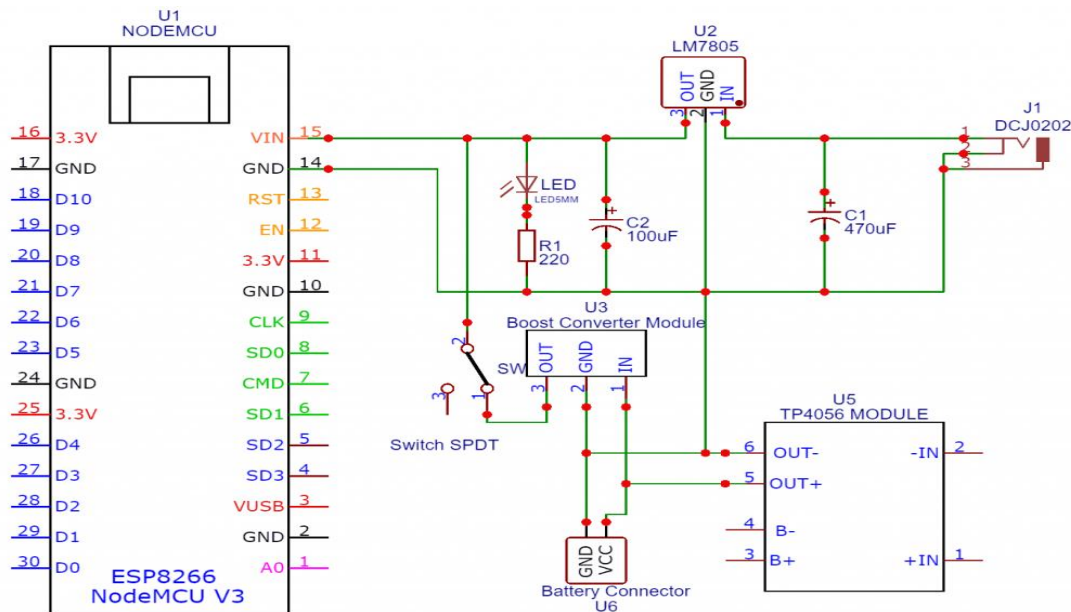 U1
NODEMCU
16 3.3V VIN 15
17 GND GND 14
18 D10 RST 13
19 D9 EN 12
20 D8 3.3V 11
21 D7 GND 10
22 D6 CLK 9
23 D5 SD0 8
24 GND CMD 7
25 3.3V SD1 6
26 D4 SD2 5
27 D3 SD3 4
28 D2 VUSB 3
29 D1 GND 2
30 D0 A0 1
ESP8266
NodeMCU V3
U2
LM7805
OUT GND IN
3 2 1
J1
DCJ0202
1
2
3
LED
LED5MM
R1
220
C2
100uF
C1
470uF
U3
Boost Converter Module
OUT GND IN
3 2 1
SW
2
3 1
Switch SPDT
GND VCC
Battery Connector
U6
U5
TP4056 MODULE
6 OUT- -IN 2
5 OUT+
4 B-
3 B+ +IN 1